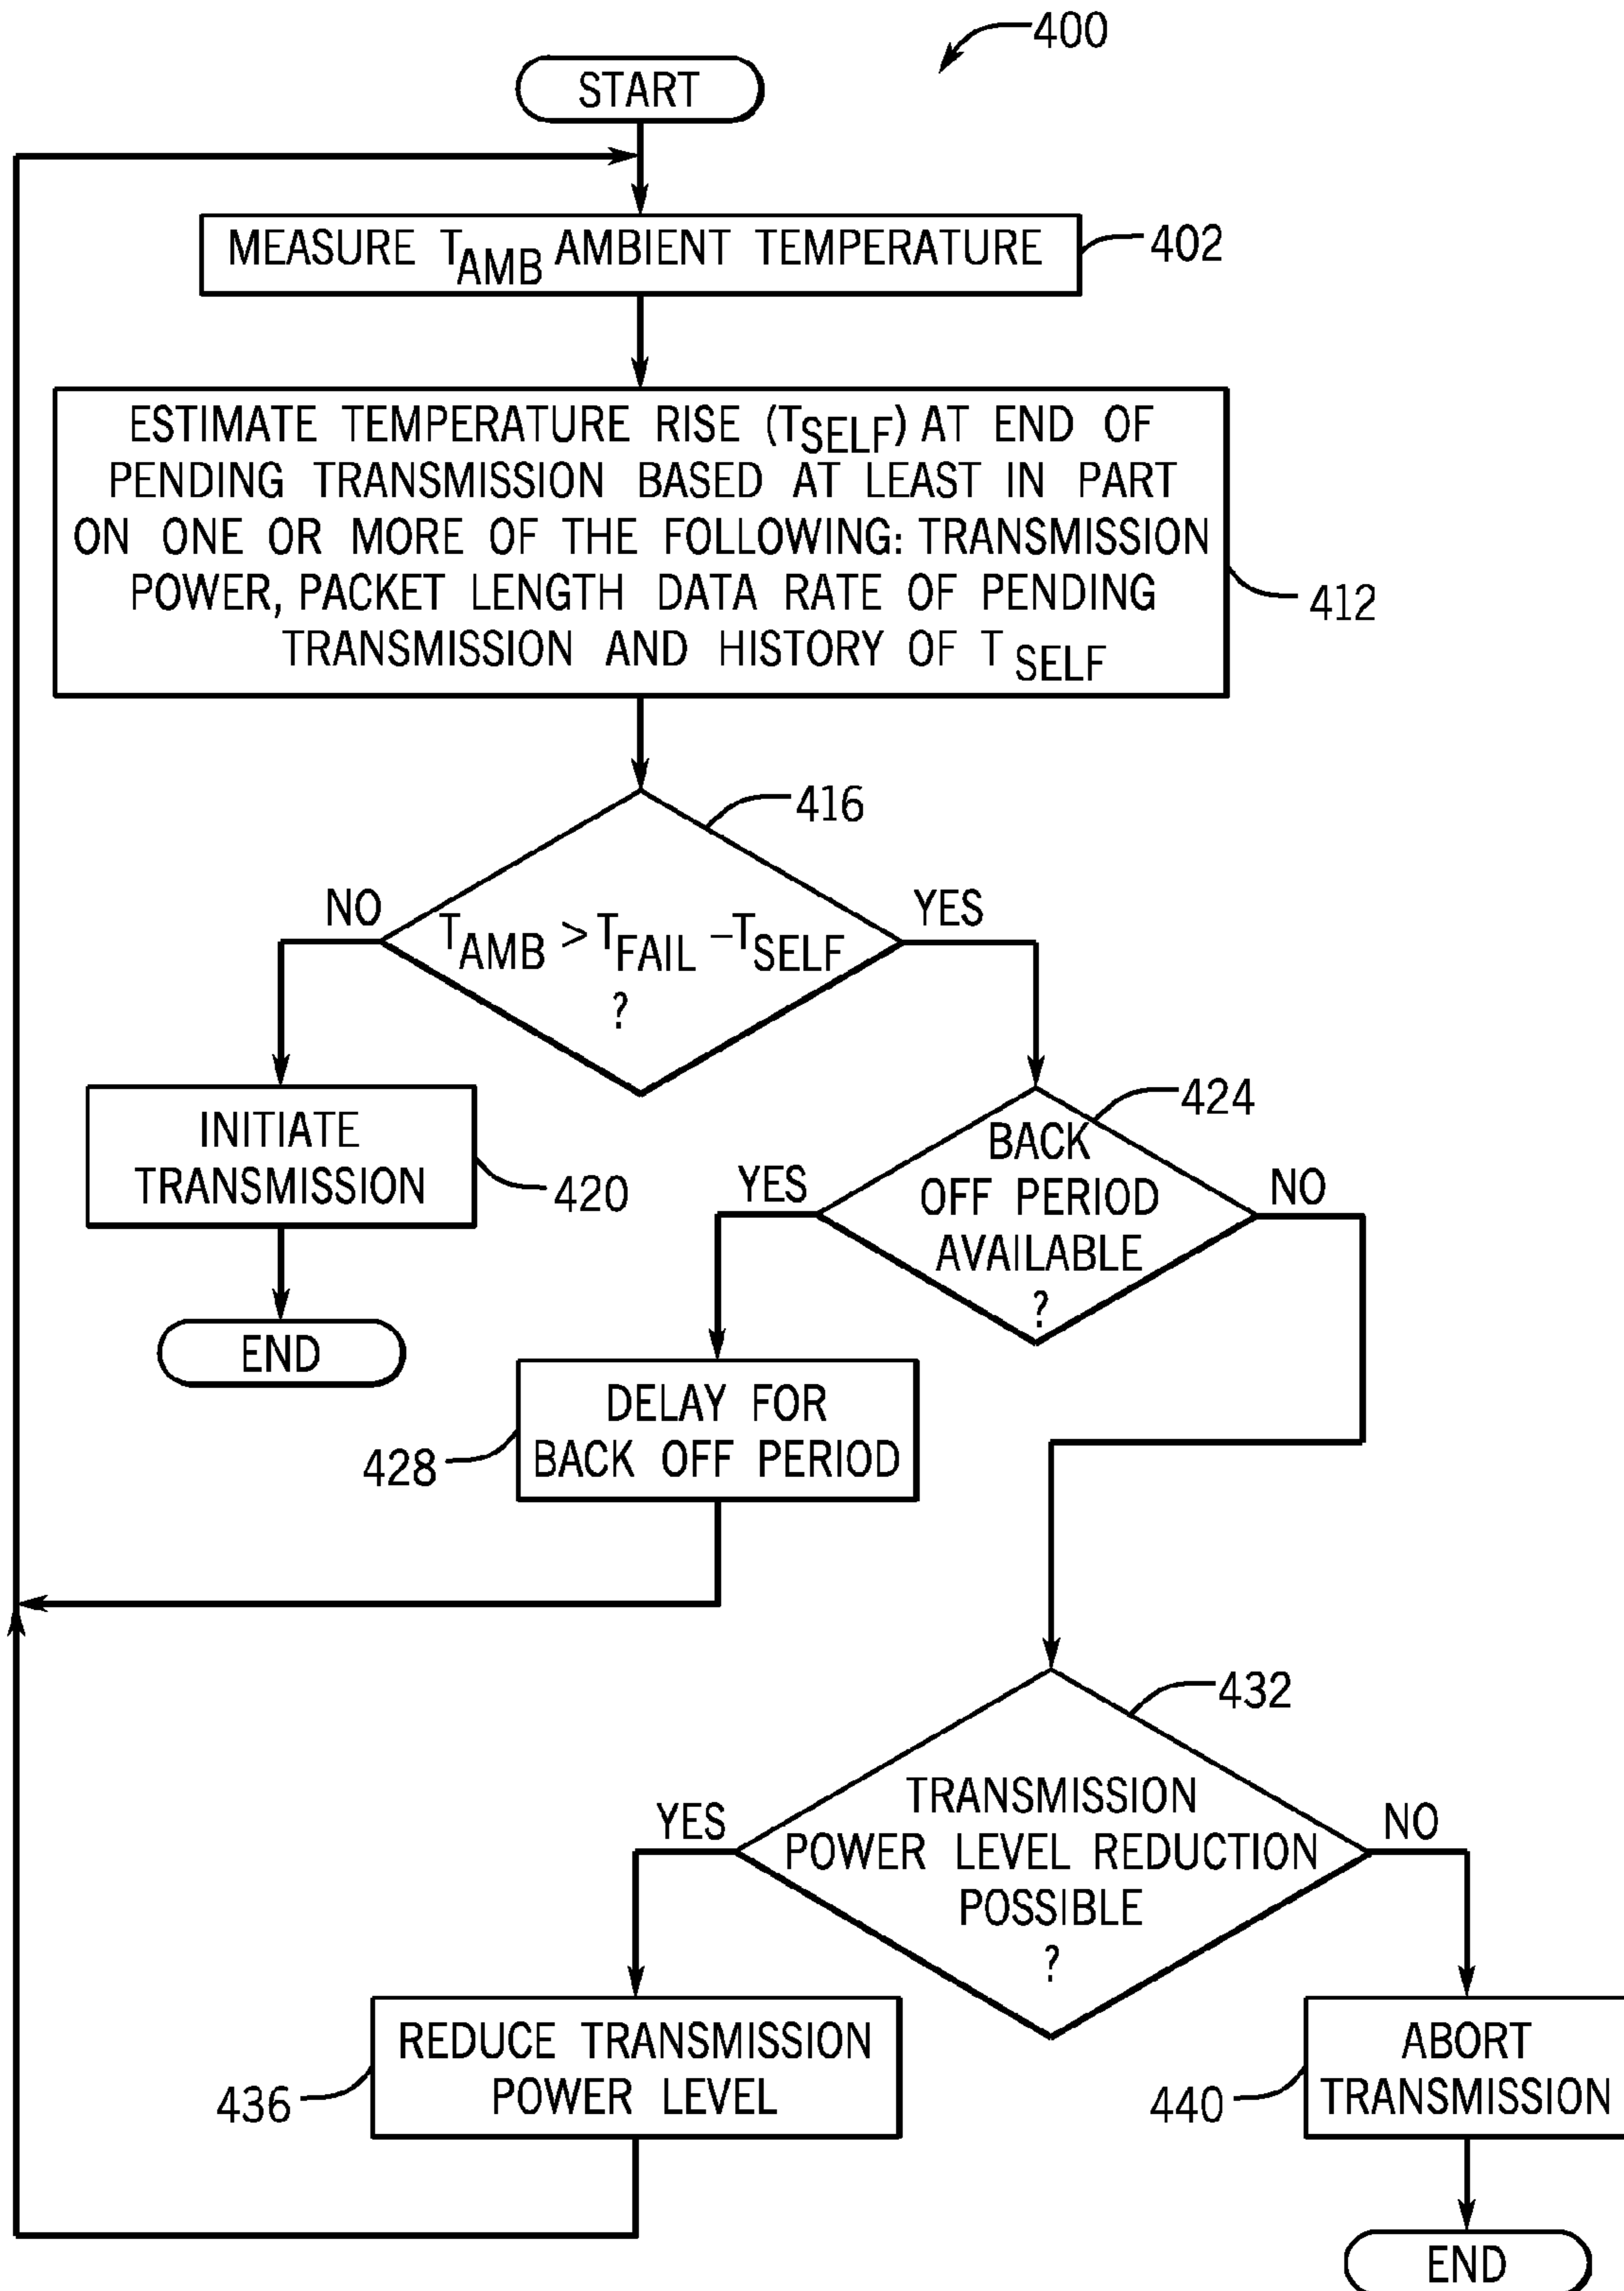 400
START
MEASURE TAMB AMBIENT TEMPERATURE
402
ESTIMATE TEMPERATURE RISE (TSELF) AT END OF
PENDING TRANSMISSION BASED AT LEAST IN PART
ON ONE OR MORE OF THE FOLLOWING: TRANSMISSION
POWER, PACKET LENGTH DATA RATE OF PENDING
TRANSMISSION AND HISTORY OF T SELF
412
416
NO
TAMB > TFAIL –TSELF
?
YES
INITIATE
TRANSMISSION
420
END
424
BACK
OFF PERIOD
AVAILABLE
?
YES
NO
DELAY FOR
BACK OFF PERIOD
428
432
TRANSMISSION
POWER LEVEL REDUCTION
POSSIBLE
?
YES
NO
REDUCE TRANSMISSION
POWER LEVEL
436
ABORT
TRANSMISSION
440
END